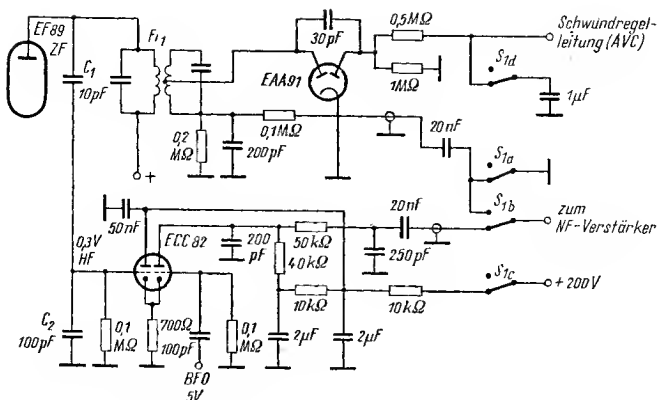 EF89
ZF
C1
10pF
Fi1
30pF
EAA91
0,5MΩ
1MΩ
Schwundregel-
leitung (AVC)
S1d
1µF
+
0,2
MΩ
200pF
0,1MΩ
20nF
S1a
S1b
zum
NF-Verstärker
50nF
ECC82
0,3V
HF
200
pF
50kΩ
40kΩ
20nF
250pF
10kΩ
10kΩ
S1c
+200V
C2
100pF
0,1
MΩ
700Ω
100pF
0,1
MΩ
2µF
2µF
BFO
5V